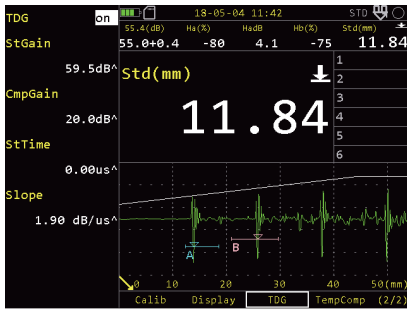 TDG on
StGain
59.5dB^
CmpGain
20.0dB^
StTime
0.00us^
Slope
1.90 dB/us^
18-05-04 11:42 STD
55.4(dB) Ha(%) HadB Hb(%) Std(mm)
55.0+0.4 -80 4.1 -75 11.84
Std(mm)
11.84
1
2
3
4
5
6
A
B
0 10 20 30 40 50(mm)
Calib Display TDG TempComp (2/2)